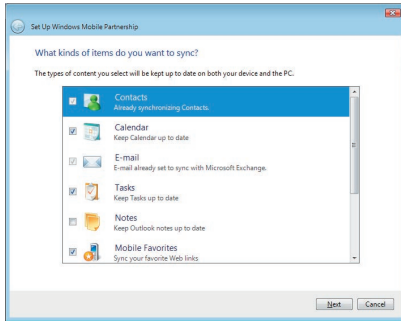 Set Up Windows Mobile Partnership
What kinds of items do you want to sync?
The types of content you select will be kept up to date on both your device and the PC.
Contacts
Already synchronizing Contacts.
Calendar
Keep Calendar up to date
E-mail
E-mail already set to sync with Microsoft Exchange.
Tasks
Keep Tasks up to date
Notes
Keep Outlook notes up to date
Mobile Favorites
Sync your favorite Web links
Next Cancel